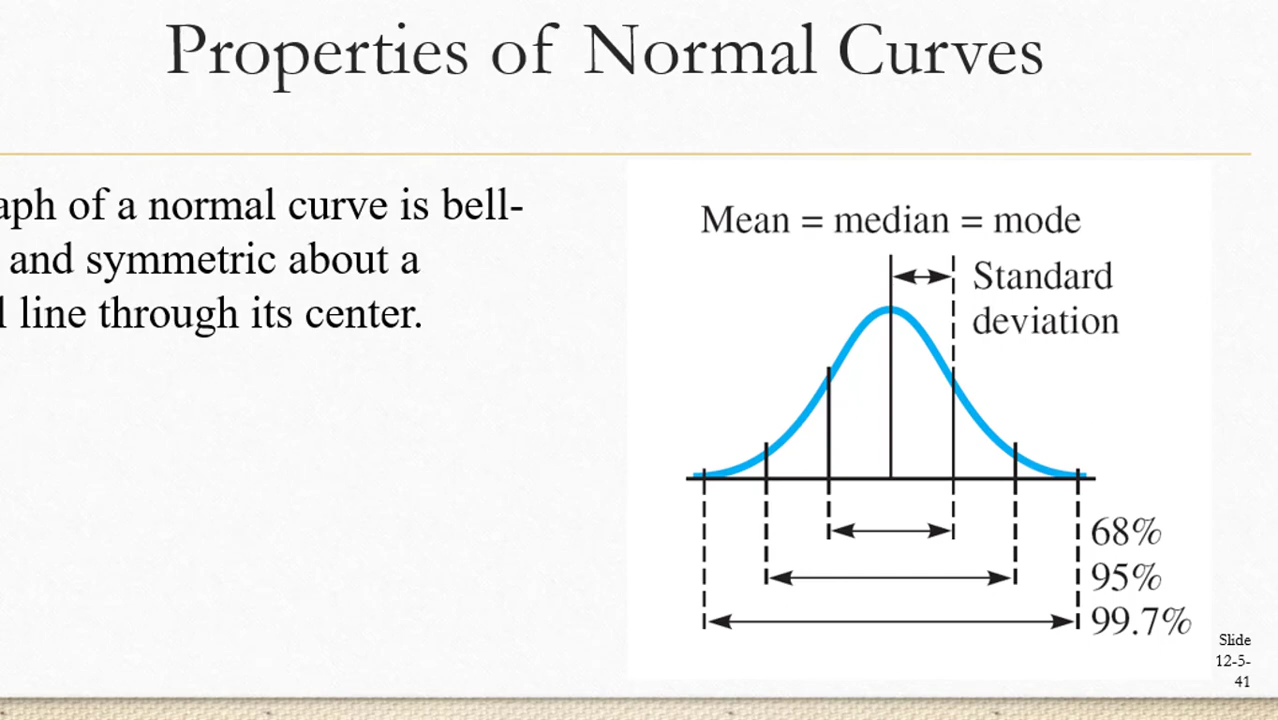 Properties of Normal Curves
aph of a normal curve is bell-
and symmetric about a
l line through its center.
Mean = median = mode
Standard
deviation
68%
95%
99.7%
Slide
12-5-
41